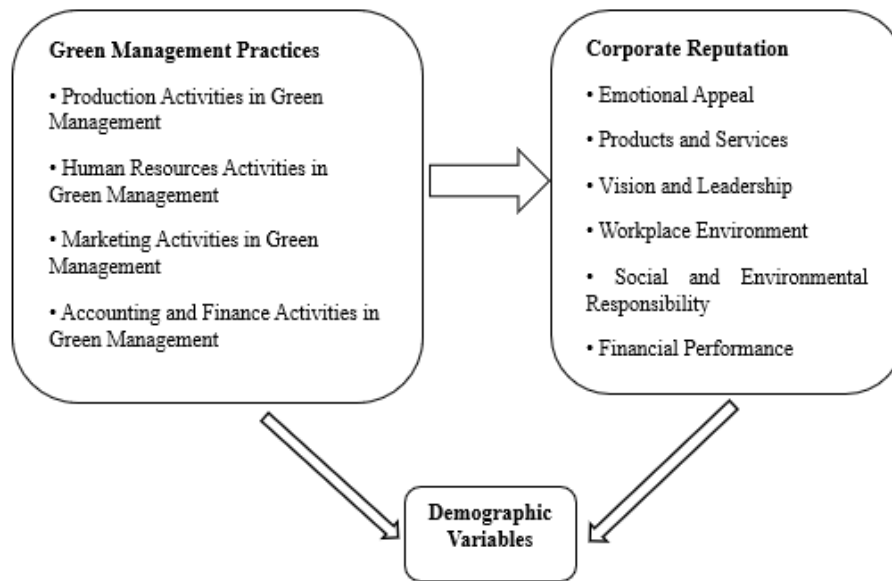 Green Management Practices
• Production Activities in Green
Management
• Human Resources Activities in
Green Management
• Marketing Activities in Green
Management
• Accounting and Finance Activities in
Green Management
Corporate Reputation
• Emotional Appeal
• Products and Services
• Vision and Leadership
• Workplace Environment
• Social and Environmental
Responsibility
• Financial Performance
Demographic
Variables